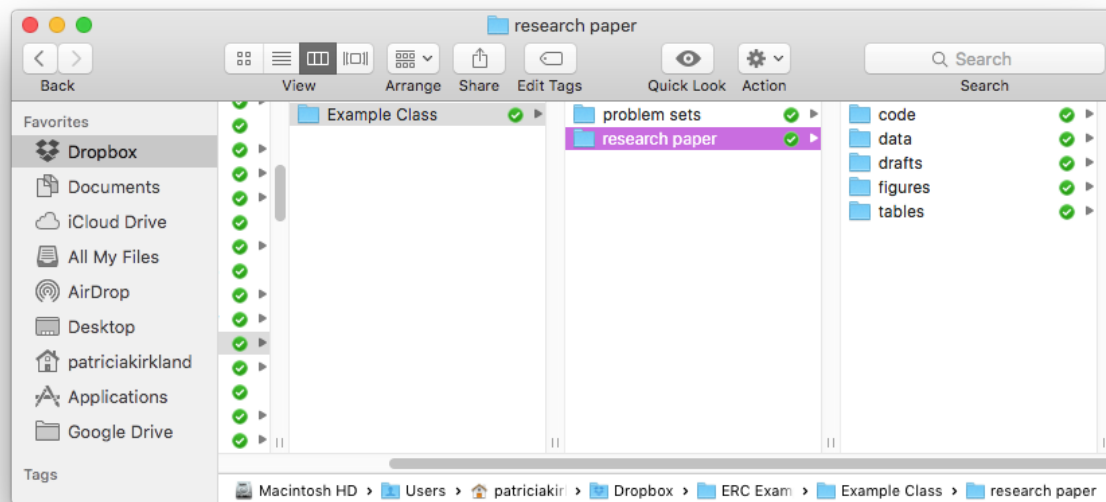 research paper
Back View Arrange Share Edit Tags Quick Look Action Search
Search
Favorites
Dropbox
Documents
iCloud Drive
All My Files
AirDrop
Desktop
patriciakirkland
Applications
Google Drive
Tags
Example Class
problem sets
research paper
code
data
drafts
figures
tables
Macintosh HD Users patriciakir Dropbox ERC Exam Example Class research paper